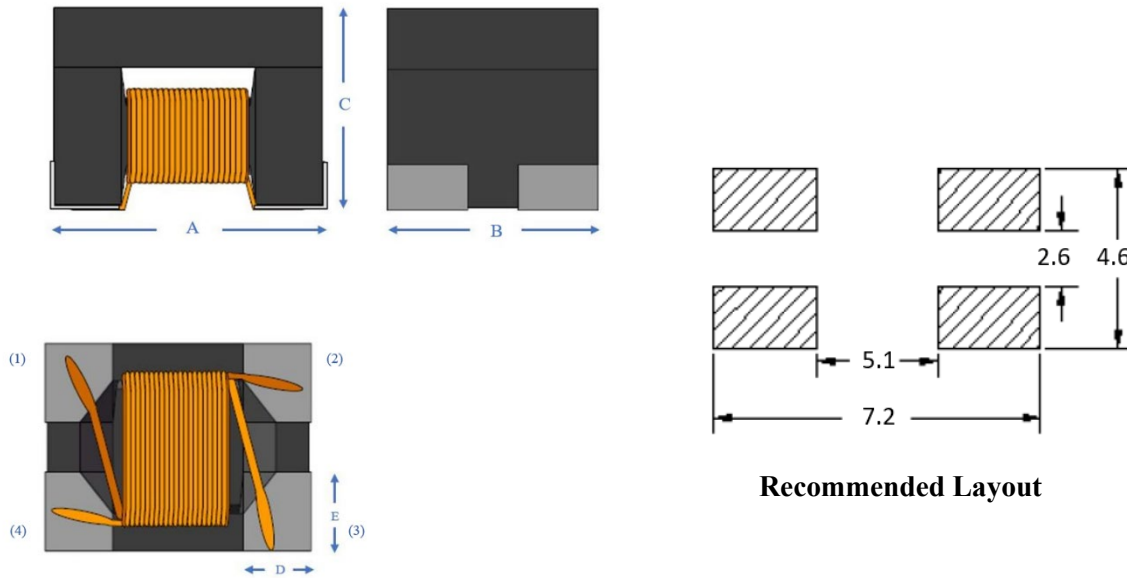 C
A
B
2.6
4.6
5.1
7.2
Recommended Layout
(1)
(2)
E
(4)
(3)
D